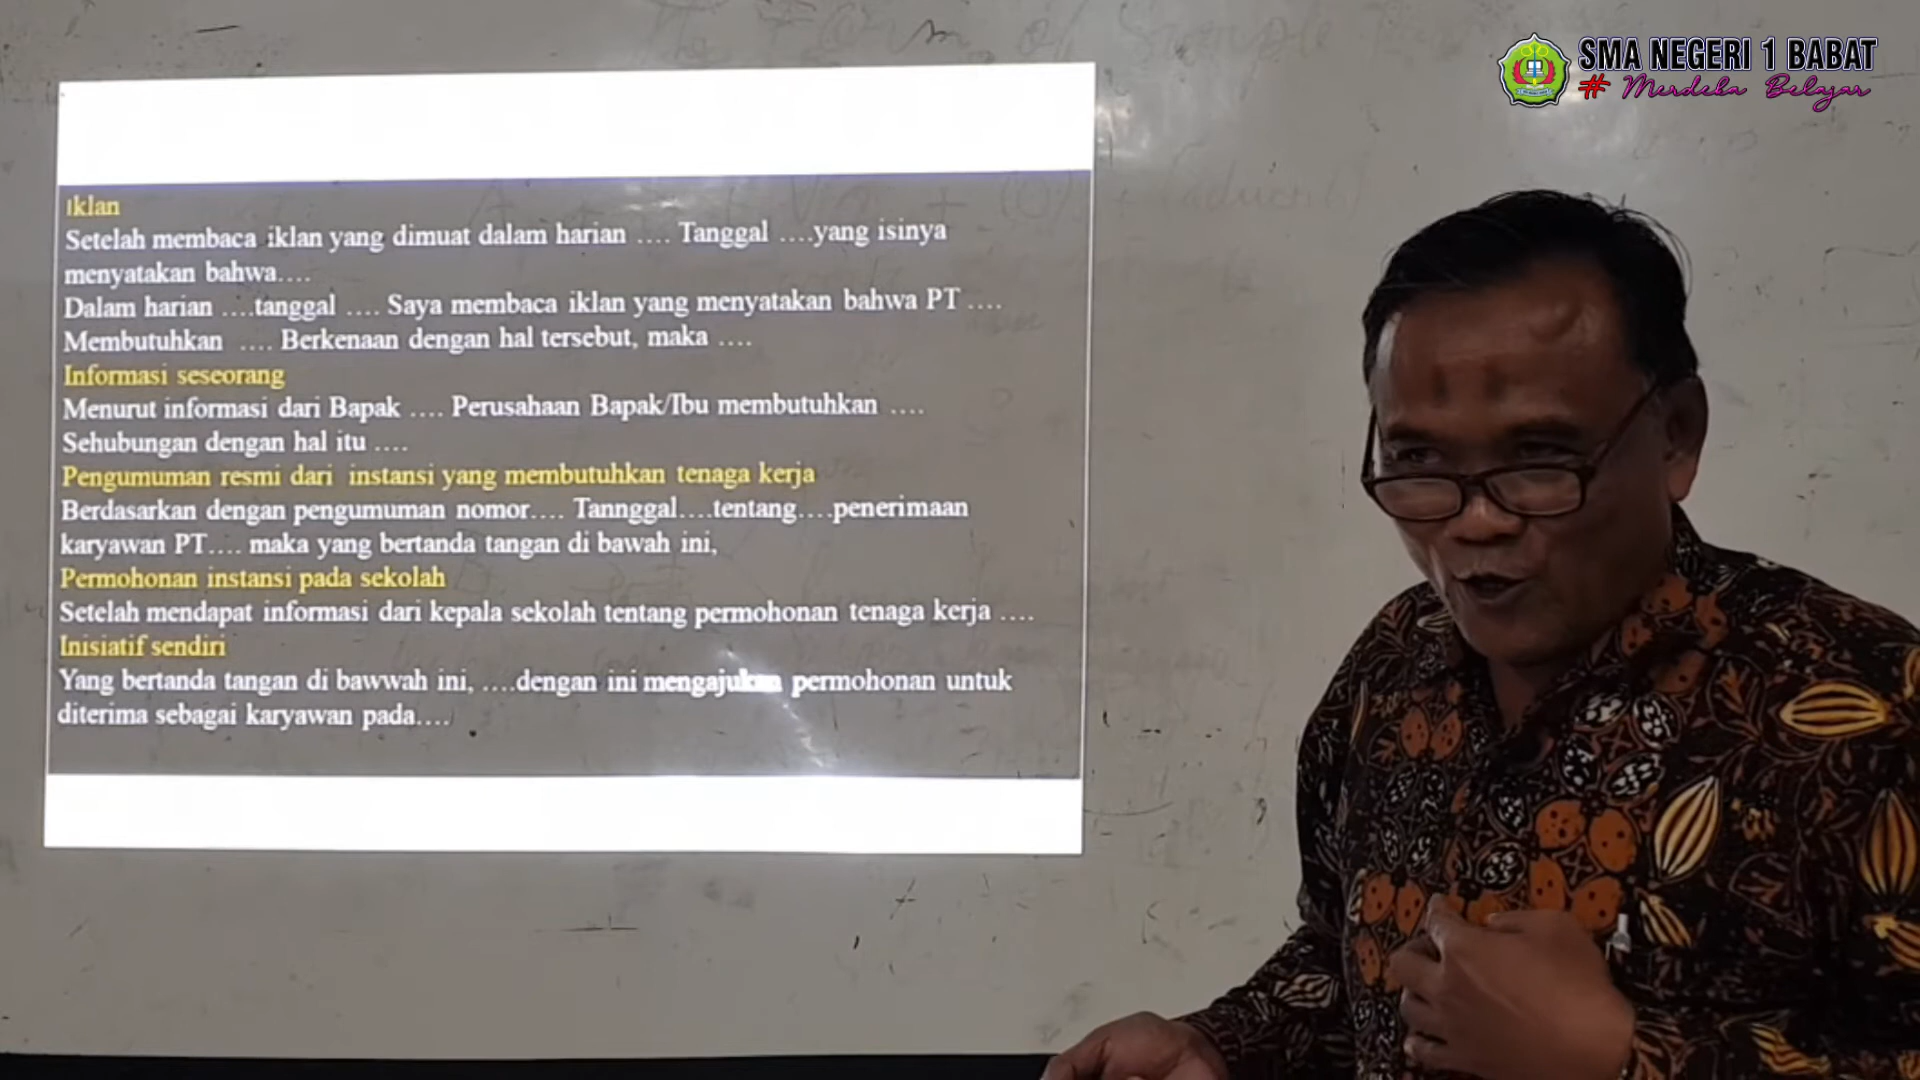 SMA NEGERI 1 BABAT
# Merdeka Belajar
Iklan
Setelah membaca iklan yang dimuat dalam harian .... Tanggal ....yang isinya
menyatakan bahwa....
Dalam harian ....tanggal .... Saya membaca iklan yang menyatakan bahwa PT ....
Membutuhkan .... Berkenaan dengan hal tersebut, maka ....
Informasi seseorang
Menurut informasi dari Bapak .... Perusahaan Bapak/Ibu membutuhkan ....
Sehubungan dengan hal itu ....
Pengumuman resmi dari instansi yang membutuhkan tenaga kerja
Berdasarkan dengan pengumuman nomor.... Tannggal....tentang....penerimaan
karyawan PT.... maka yang bertanda tangan di bawah ini,
Permohonan instansi pada sekolah
Setelah mendapat informasi dari kepala sekolah tentang permohonan tenaga kerja ....
Inisiatif sendiri
Yang bertanda tangan di bawwah ini, ....dengan ini mengajukan permohonan untuk
diterima sebagai karyawan pada....